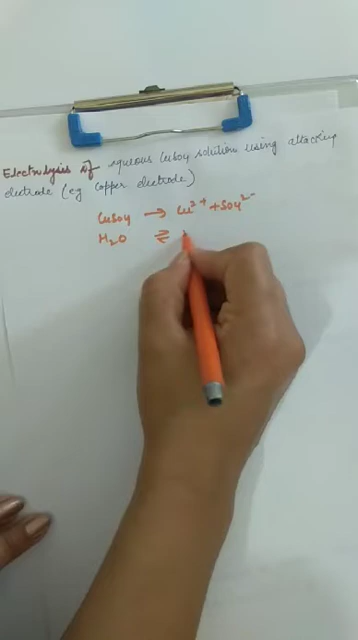 Electrolysis of aqueous CuSO4 solution using attacking
electrode (eg Copper electrode)
CuSO4 → Cu²⁺ + SO4²⁻
H₂O ⇌